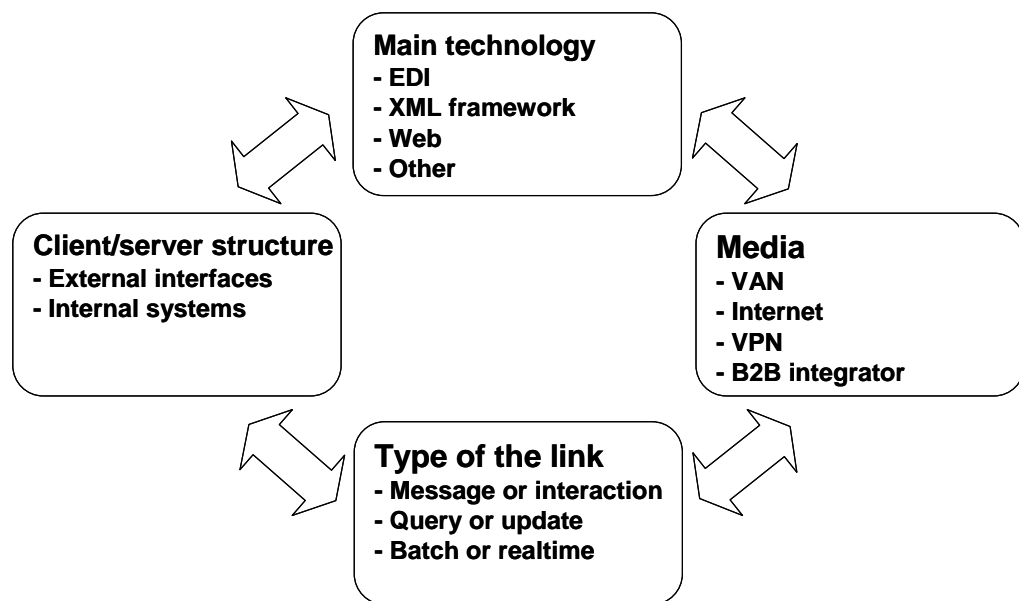 Main technology
- EDI
- XML framework
- Web
- Other
Client/server structure
- External interfaces
- Internal systems
Media
- VAN
- Internet
- VPN
- B2B integrator
Type of the link
- Message or interaction
- Query or update
- Batch or realtime